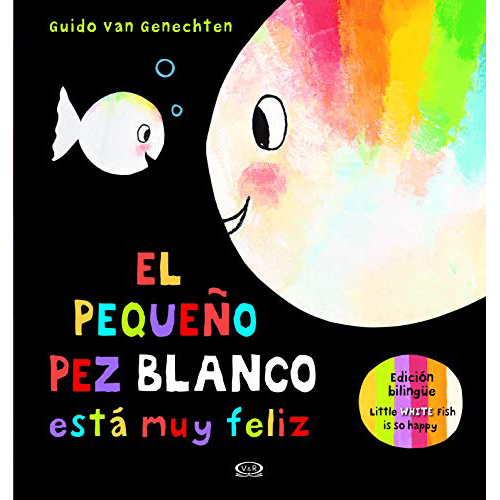 Guido Van Genechten
EL
PEQUEÑO
PEZ BLANCO
está muy feliz
Edición
bilingüe
Little WHITE Fish
is so happy
V&R